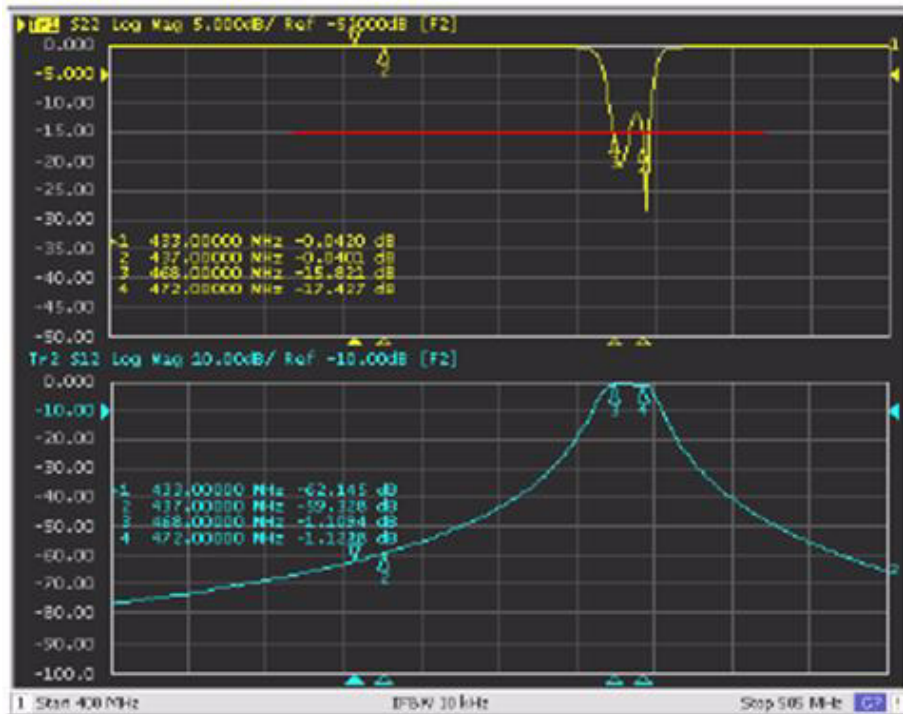 Tr1 S22 Log Mag 5.000dB/ Ref -5.000dB [F2]
0.000
-5.000
-10.00
-15.00
-20.00
-25.00
-30.00
-35.00
-40.00
-45.00
-50.00
>1 433.00000 MHz -0.0420 dB
2 437.00000 MHz -0.0401 dB
3 468.00000 MHz -15.821 dB
4 472.00000 MHz -17.427 dB
Tr2 S12 Log Mag 10.00dB/ Ref -10.00dB [F2]
0.000
-10.00
-20.00
-30.00
-40.00
-50.00
-60.00
-70.00
-80.00
-90.00
-100.0
>1 433.00000 MHz -62.145 dB
2 437.00000 MHz -59.328 dB
3 468.00000 MHz dB
4 472.00000 MHz dB
1 Start 400 MHz IFBW 30 kHz Stop 505 MHz !